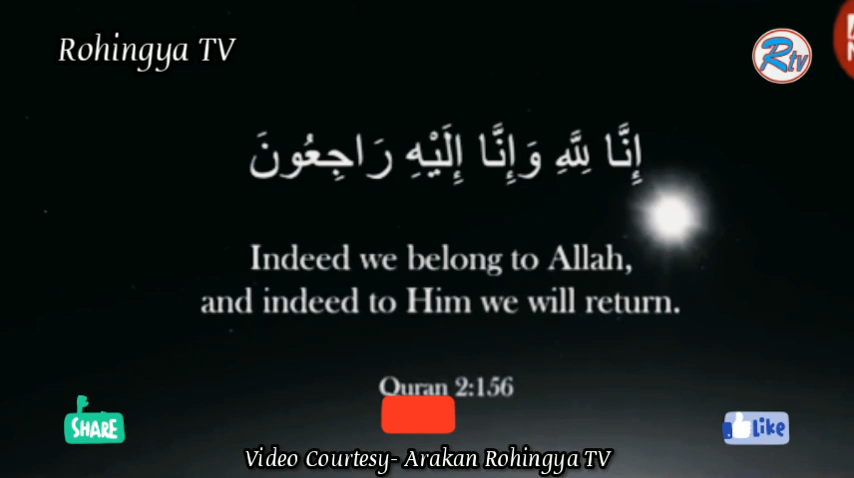 Rohingya TV
Rtv
إِنَّا لِلَّهِ وَإِنَّا إِلَيْهِ رَاجِعُونَ
Indeed we belong to Allah,
and indeed to Him we will return.
Quran 2:156
SHARE
Like
Video Courtesy- Arakan Rohingya TV